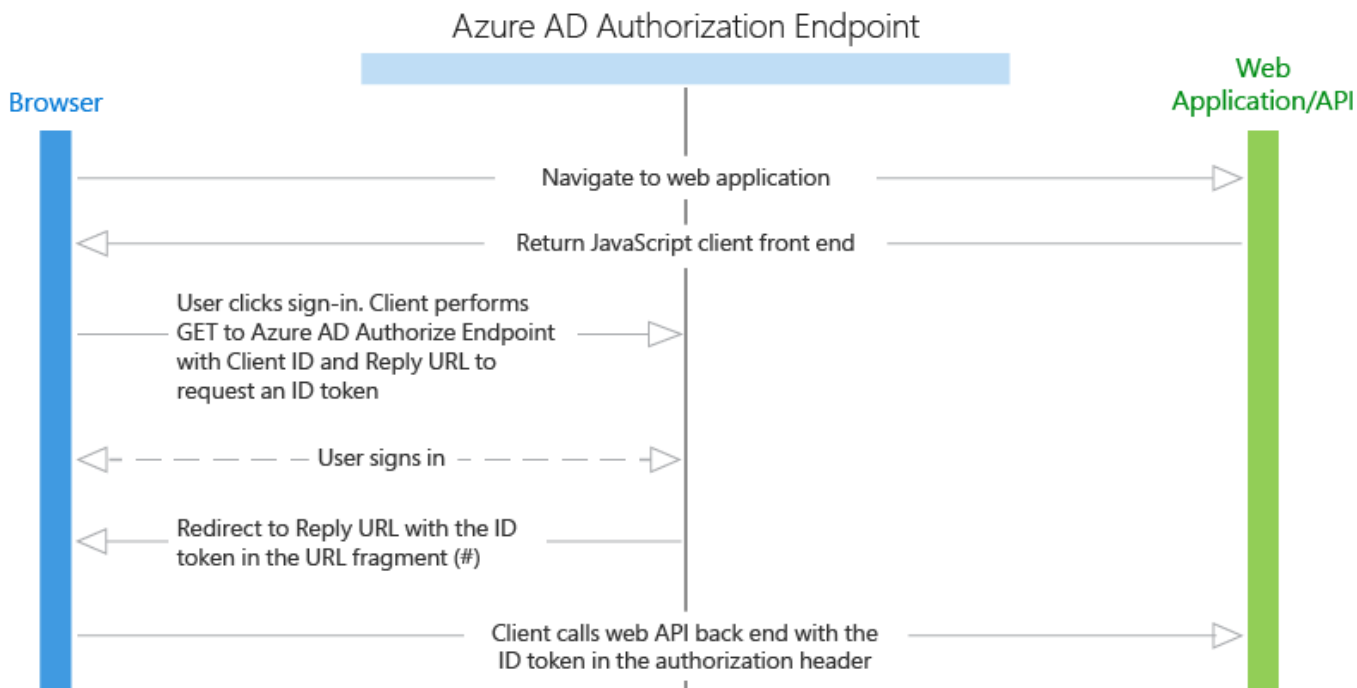 Azure AD Authorization Endpoint
Browser
Web
Application/API
Navigate to web application
Return JavaScript client front end
User clicks sign-in. Client performs
GET to Azure AD Authorize Endpoint
with Client ID and Reply URL to
request an ID token
User signs in
Redirect to Reply URL with the ID
token in the URL fragment (#)
Client calls web API back end with the
ID token in the authorization header